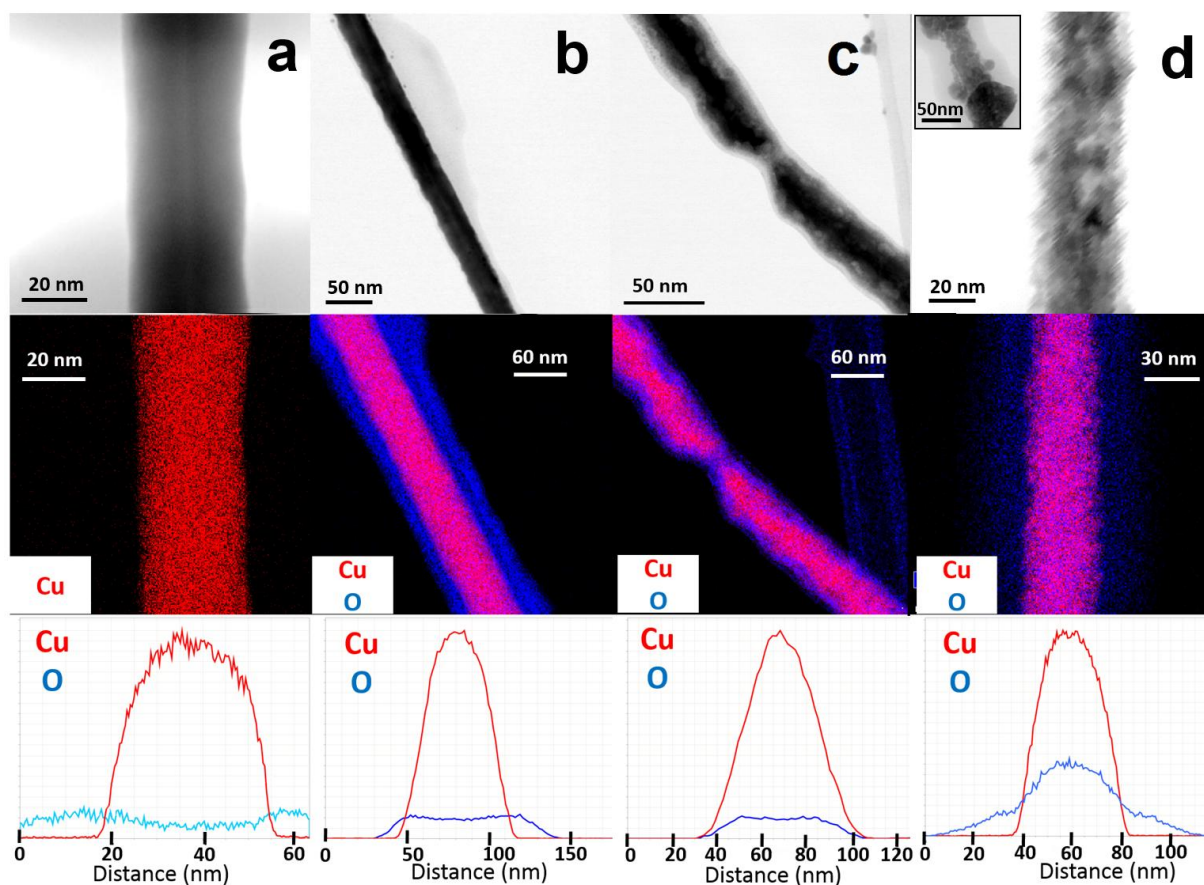 a
20 nm
b
50 nm
c
50 nm
d
50nm
20 nm
20 nm
Cu
60 nm
Cu
O
60 nm
Cu
O
30 nm
Cu
O
Cu
O
0 20 40 60
Distance (nm)
Cu
O
0 50 100 150
Distance (nm)
Cu
O
0 20 40 60 80 100 120
Distance (nm)
Cu
O
0 20 40 60 80 100
Distance (nm)